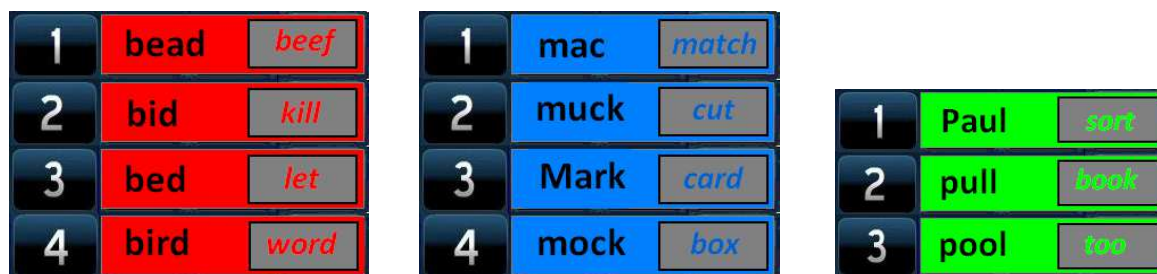 1 bead beef
2 bid kill
3 bed let
4 bird word
1 mac match
2 muck cut
3 Mark card
4 mock box
1 Paul sort
2 pull book
3 pool too